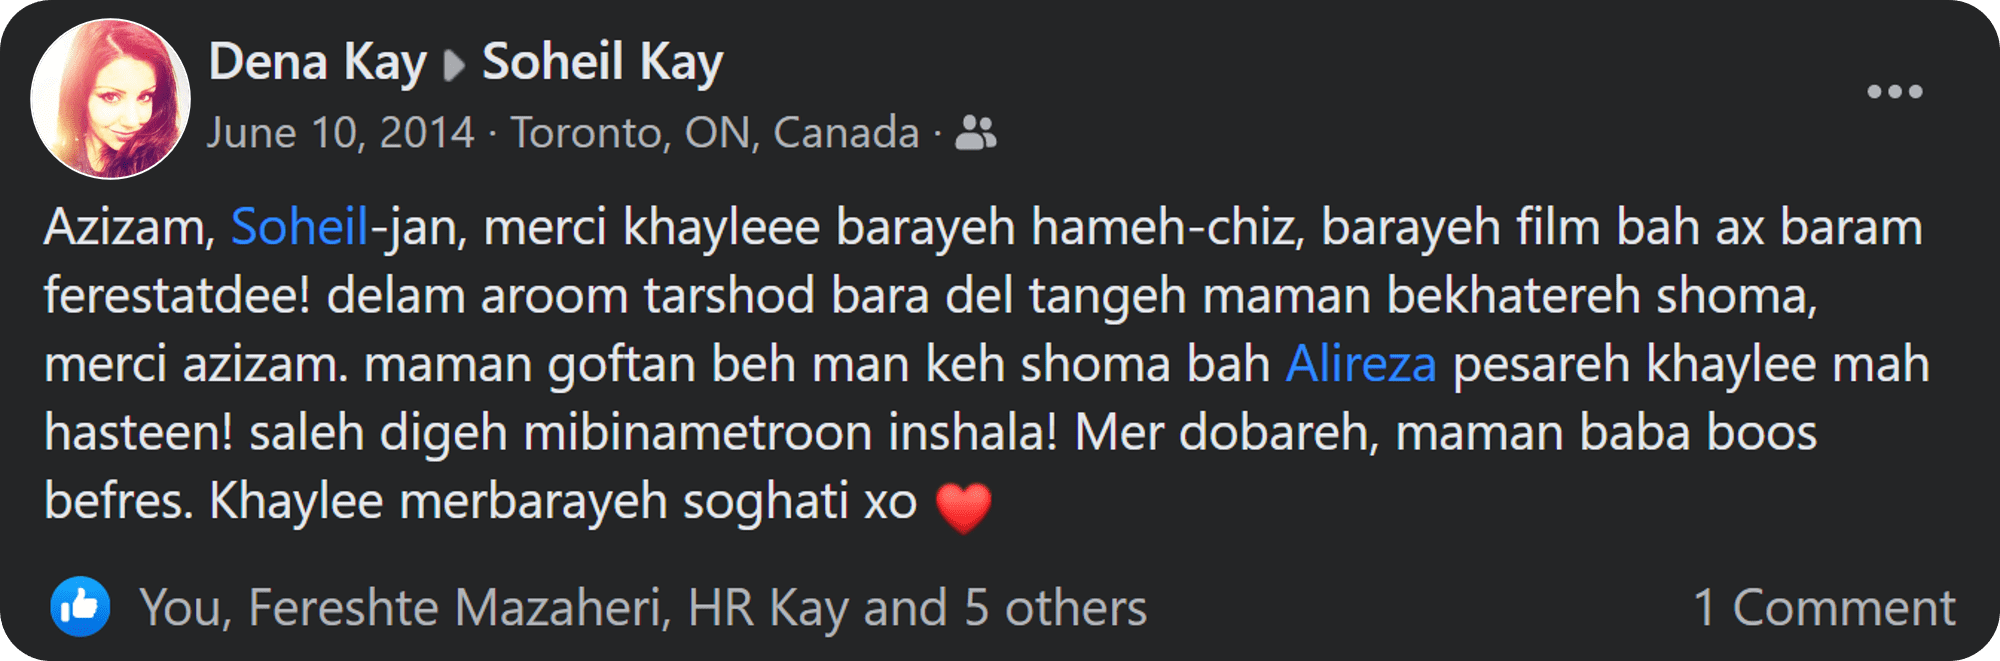 Dena Kay ▸ Soheil Kay
June 10, 2014 · Toronto, ON, Canada ·
Azizam, Soheil-jan, merci khayleee barayeh hameh-chiz, barayeh film bah ax baram
ferestatdee! delam aroom tarshod bara del tangeh maman bekhatereh shoma,
merci azizam. maman goftan beh man keh shoma bah Alireza pesareh khaylee mah
hasteen! saleh digeh mibinametroon inshala! Mer dobareh, maman baba boos
befres. Khaylee merbarayeh soghati xo ❤️
You, Fereshte Mazaheri, HR Kay and 5 others
1 Comment